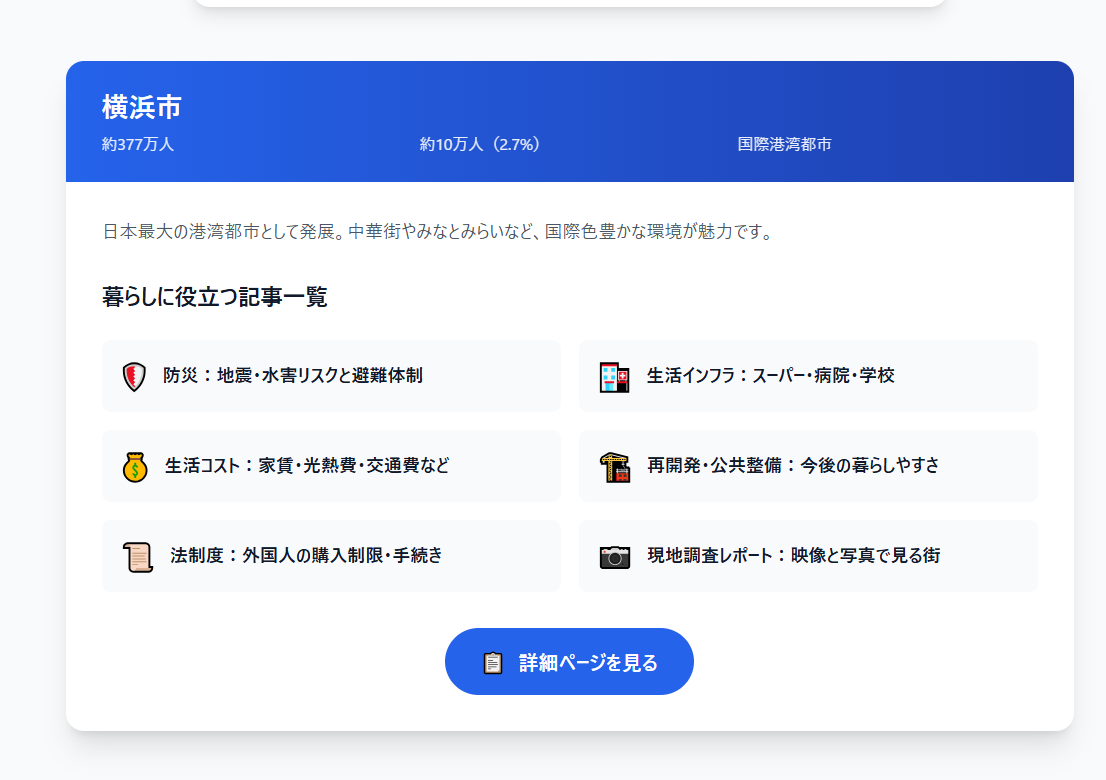 横浜市
約377万人 約10万人（2.7%） 国際港湾都市
日本最大の港湾都市として発展。中華街やみなとみらいなど、国際色豊かな環境が魅力です。
暮らしに役立つ記事一覧
防災：地震・水害リスクと避難体制
生活インフラ：スーパー・病院・学校
生活コスト：家賃・光熱費・交通費など
再開発・公共整備：今後の暮らしやすさ
法制度：外国人の購入制限・手続き
現地調査レポート：映像と写真で見る街
詳細ページを見る